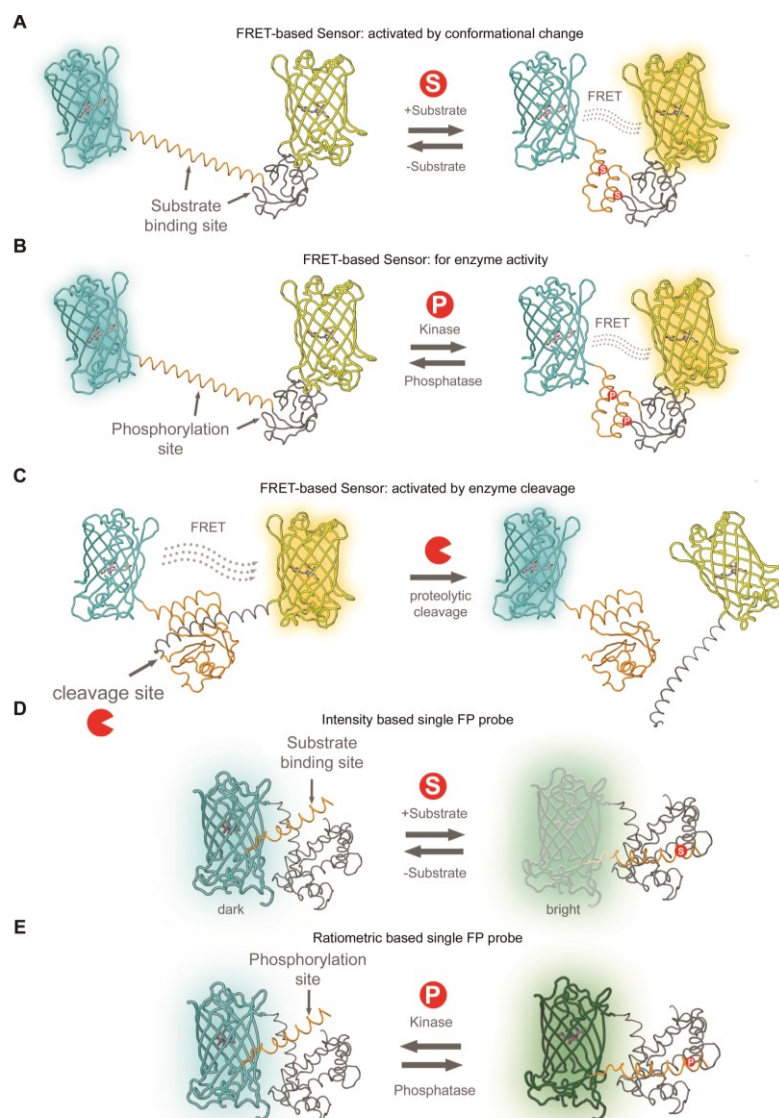 A
FRET-based Sensor: activated by conformational change
S
+Substrate
-Substrate
FRET
Substrate
binding site
S
S
B
FRET-based Sensor: for enzyme activity
P
Kinase
Phosphatase
FRET
Phosphorylation
site
P
P
C
FRET-based Sensor: activated by enzyme cleavage
FRET
proteolytic
cleavage
cleavage site
D
Intensity based single FP probe
Substrate
binding site
S
+Substrate
-Substrate
S
dark
bright
E
Ratiometric based single FP probe
Phosphorylation
site
P
Kinase
Phosphatase
P